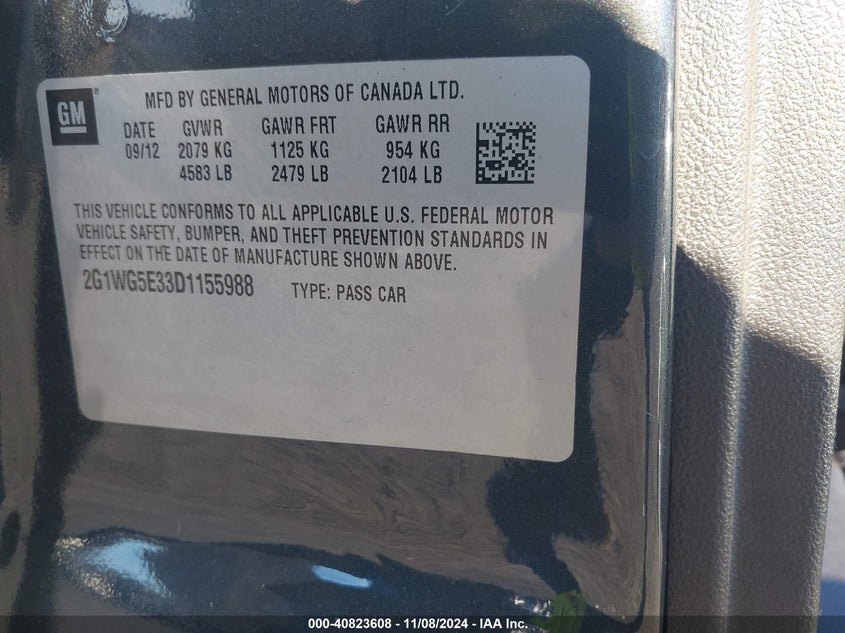 GM
MFD BY GENERAL MOTORS OF CANADA LTD.
DATE GVWR GAWR FRT GAWR RR
09/12 2079 KG 1125 KG 954 KG
4583 LB 2479 LB 2104 LB
THIS VEHICLE CONFORMS TO ALL APPLICABLE U.S. FEDERAL MOTOR
VEHICLE SAFETY, BUMPER, AND THEFT PREVENTION STANDARDS IN
EFFECT ON THE DATE OF MANUFACTURE SHOWN ABOVE.
2G1WG5E33D1155988 TYPE: PASS CAR
000-40823608 - 11/08/2024 - IAA Inc.